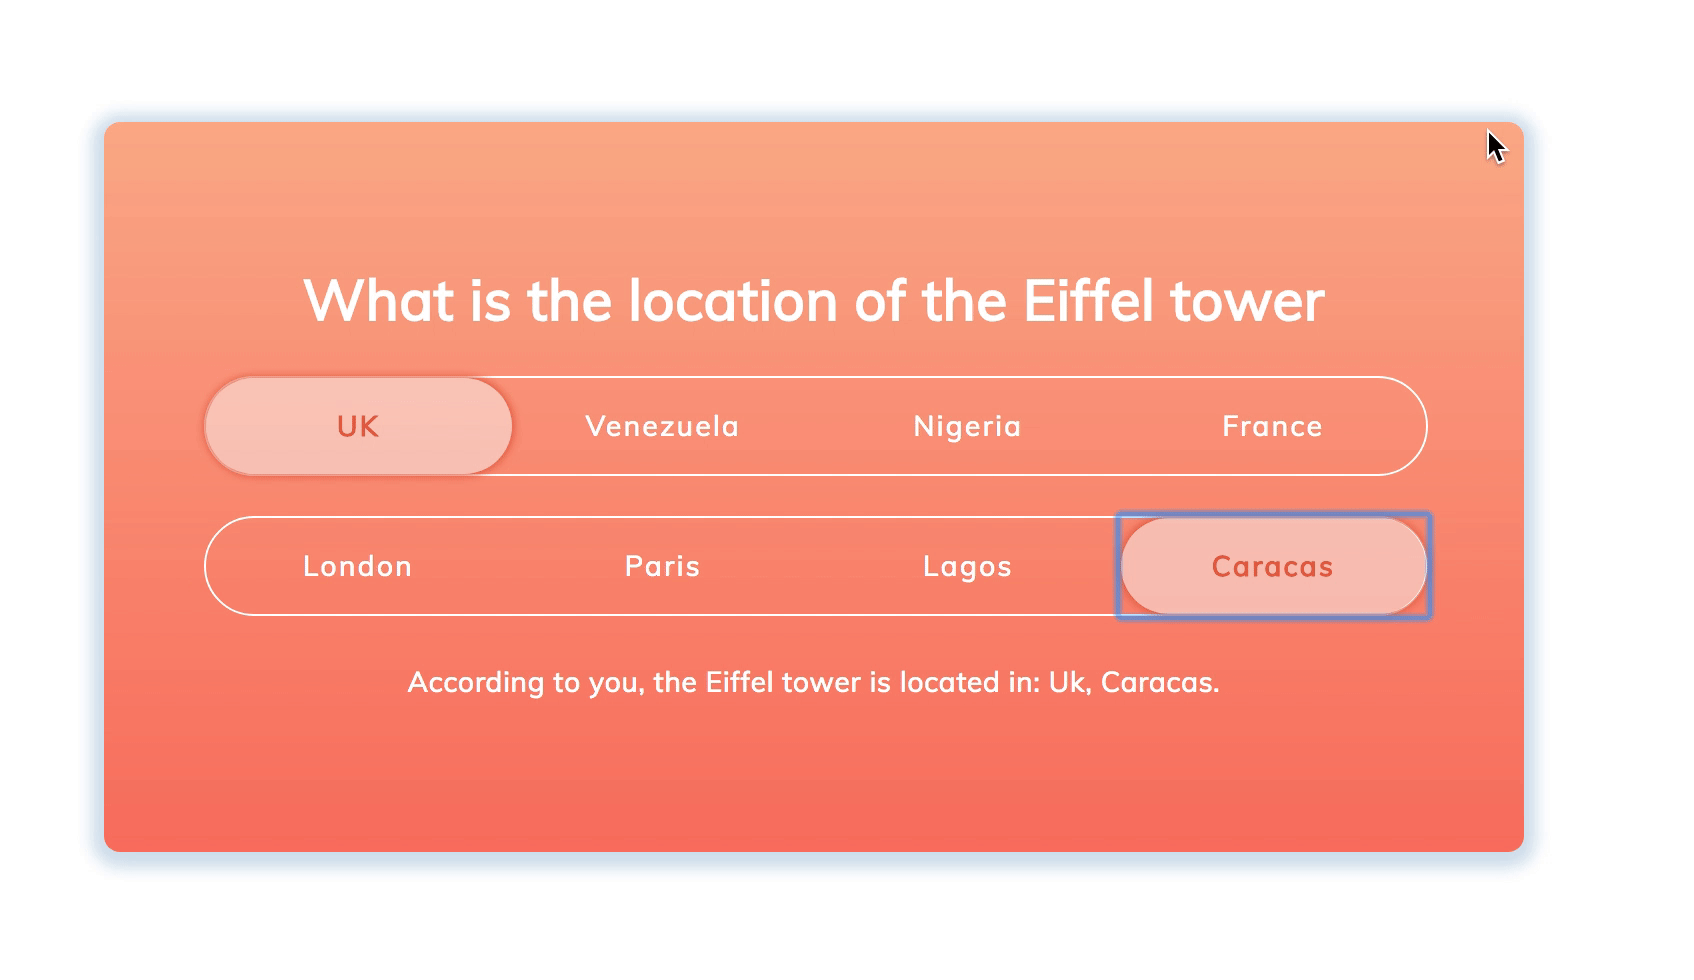 What is the location of the Eiffel tower
UK Venezuela Nigeria France
London Paris Lagos Caracas
According to you, the Eiffel tower is located in: Uk, Caracas.